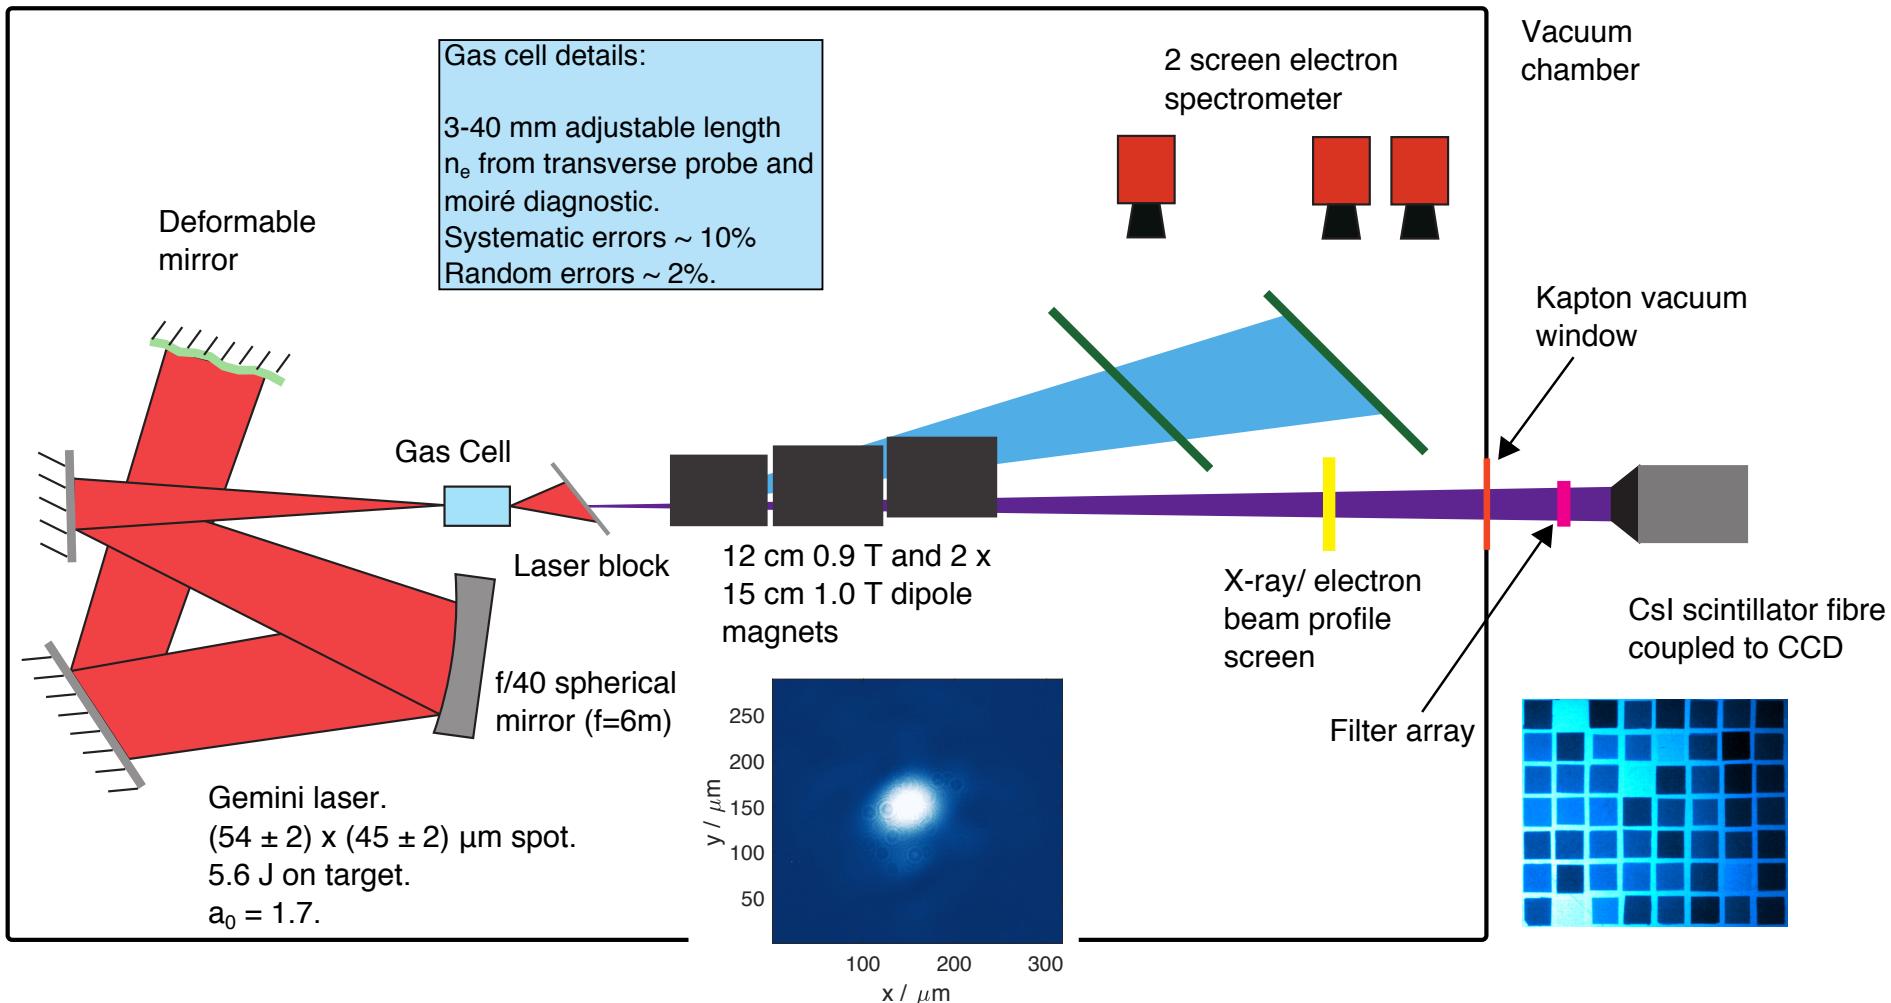 Vacuum
chamber
Gas cell details:
3-40 mm adjustable length
nₑ from transverse probe and
moiré diagnostic.
Systematic errors ~ 10%
Random errors ~ 2%.
2 screen electron
spectrometer
Deformable
mirror
Kapton vacuum
window
Gas Cell
Laser block
12 cm 0.9 T and 2 x
15 cm 1.0 T dipole
magnets
X-ray/ electron
beam profile
screen
CsI scintillator fibre
coupled to CCD
f/40 spherical
mirror (f=6m)
Filter array
Gemini laser.
(54 ± 2) x (45 ± 2) µm spot.
5.6 J on target.
a₀ = 1.7.
y / μm
250
200
150
100
50
100 200 300
x / μm